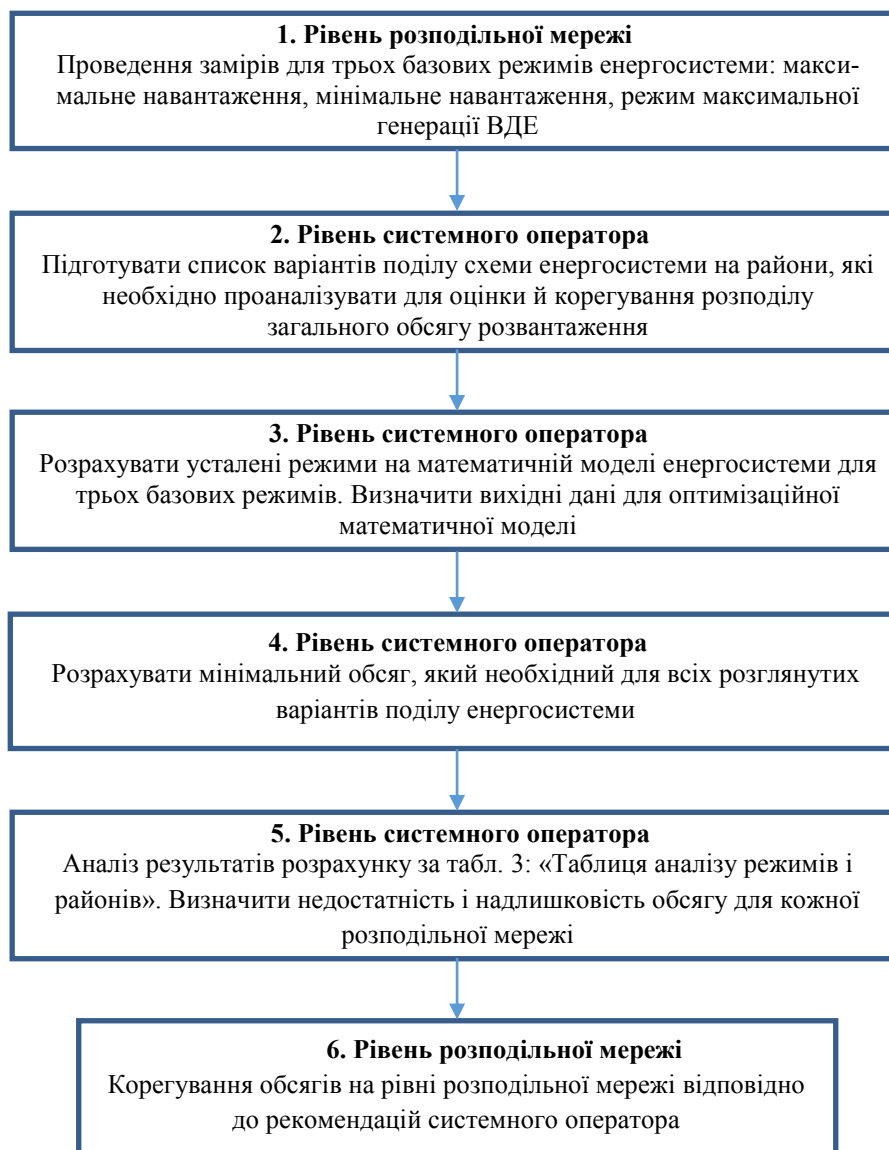 1. Рівень розподільної мережі
Проведення замірів для трьох базових режимів енергосистеми: макси-
мальне навантаження, мінімальне навантаження, режим максимальної
генерації ВДЕ
2. Рівень системного оператора
Підготувати список варіантів поділу схеми енергосистеми на райони, які
необхідно проаналізувати для оцінки й корегування розподілу
загального обсягу розвантаження
3. Рівень системного оператора
Розрахувати усталені режими на математичній моделі енергосистеми для
трьох базових режимів. Визначити вихідні дані для оптимізаційної
математичної моделі
4. Рівень системного оператора
Розрахувати мінімальний обсяг, який необхідний для всіх розглянутих
варіантів поділу енергосистеми
5. Рівень системного оператора
Аналіз результатів розрахунку за табл. 3: «Таблиця аналізу режимів і
районів». Визначити недостатність і надлишковість обсягу для кожної
розподільної мережі
6. Рівень розподільної мережі
Корегування обсягів на рівні розподільної мережі відповідно
до рекомендацій системного оператора